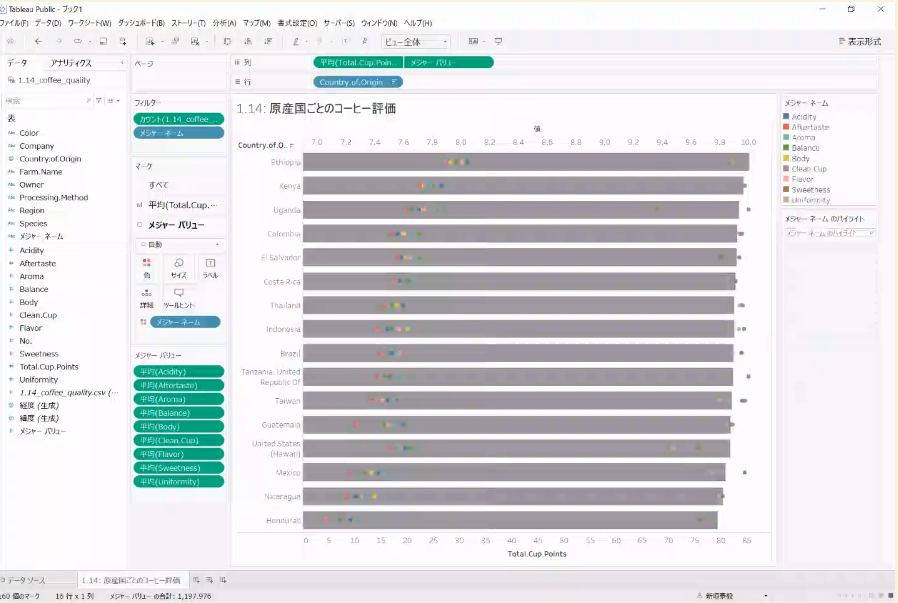 Tableau Public - ブック1
ファイル(F) データ(D) ワークシート(W) ダッシュボード(B) ストーリー(T) 分析(A) マップ(M) 書式設定(O) サーバー(S) ウィンドウ(N) ヘルプ(H)
ビュー全体
表示形式
データ アナリティクス
1.14_coffee_quality
検索
表
Abc Color
Abc Company
Country.of.Origin
Abc Farm.Name
Abc Owner
Abc Processing.Method
Abc Region
Abc Species
Abc メジャー ネーム
Acidity
Aftertaste
Aroma
Balance
Body
Clean.Cup
Flavor
No.
Sweetness
Total.Cup.Points
Uniformity
1.14_coffee_quality.csv (…
経度 (生成)
緯度 (生成)
メジャー バリュー
ページ
フィルター
カウント(1.14_coffee_...
メジャー ネーム
マーク
すべて
平均(Total.Cup.…
メジャー バリュー
自動
色 サイズ ラベル
詳細 ツールヒント
メジャー ネーム
メジャー バリュー
平均(Acidity)
平均(Aftertaste)
平均(Aroma)
平均(Balance)
平均(Body)
平均(Clean.Cup)
平均(Flavor)
平均(Sweetness)
平均(Uniformity)
列 平均(Total.Cup.Poin.. メジャー バリュー
行 Country.of.Origin
1.14: 原産国ごとのコーヒー評価
値
Country.of.O.. 7.0 7.2 7.4 7.6 7.8 8.0 8.2 8.4 8.6 8.8 9.0 9.2 9.4 9.6 9.8 10.0
Ethiopia
Kenya
Uganda
Colombia
El Salvador
Costa Rica
Thailand
Indonesia
Brazil
Tanzania, United
Republic Of
Taiwan
Guatemala
United States
(Hawaii)
Mexico
Nicaragua
Honduras
0 5 10 15 20 25 30 35 40 45 50 55 60 65 70 75 80 85
Total.Cup.Points
メジャー ネーム
Acidity
Aftertaste
Aroma
Balance
Body
Clean.Cup
Flavor
Sweetness
Uniformity
メジャー ネーム のハイライト
メジャー ネーム のハイライト
データ ソース 1.14: 原産国ごとのコーヒー評価
160 個のマーク 16 行 x 1 列 メジャー バリュー の合計: 1,197.976